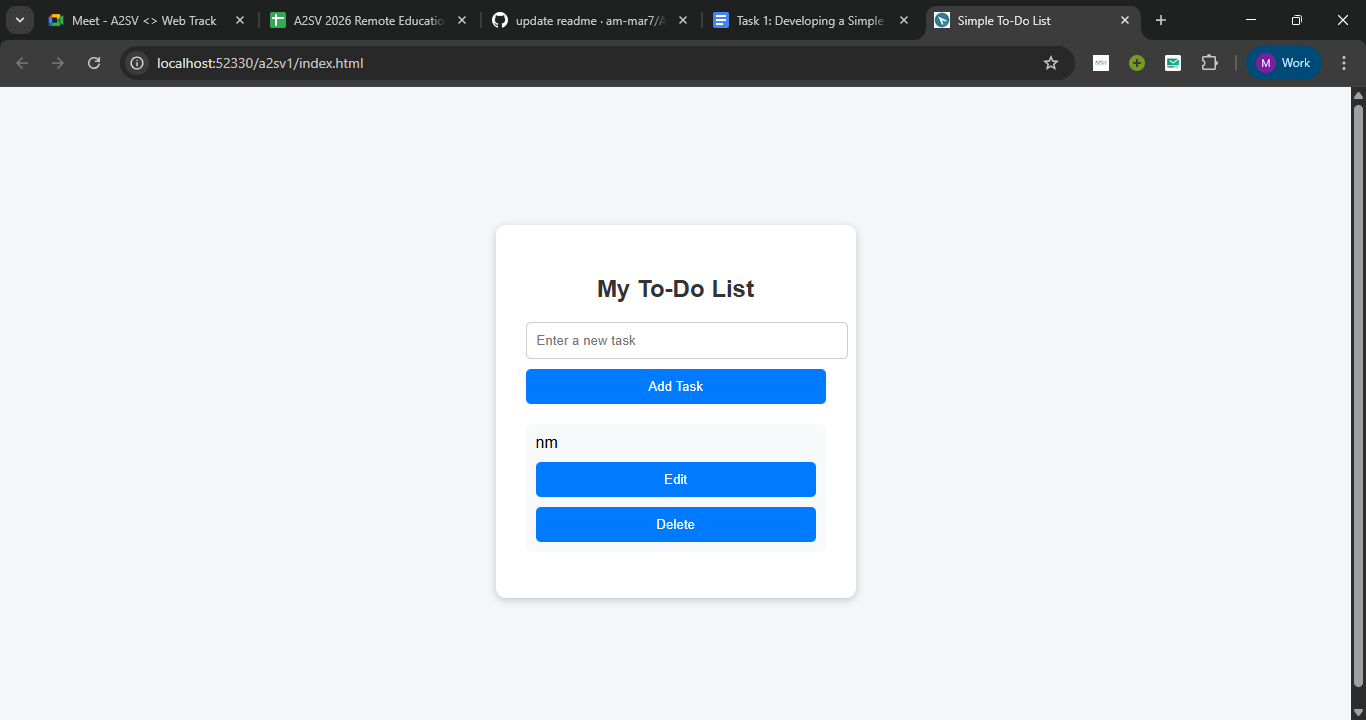 Meet - A2SV <> Web Track
A2SV 2026 Remote Educatio
update readme · am-mar7/A
Task 1: Developing a Simple
Simple To-Do List
localhost:52330/a2sv1/index.html
M
Work
My To-Do List
Enter a new task
Add Task
nm
Edit
Delete